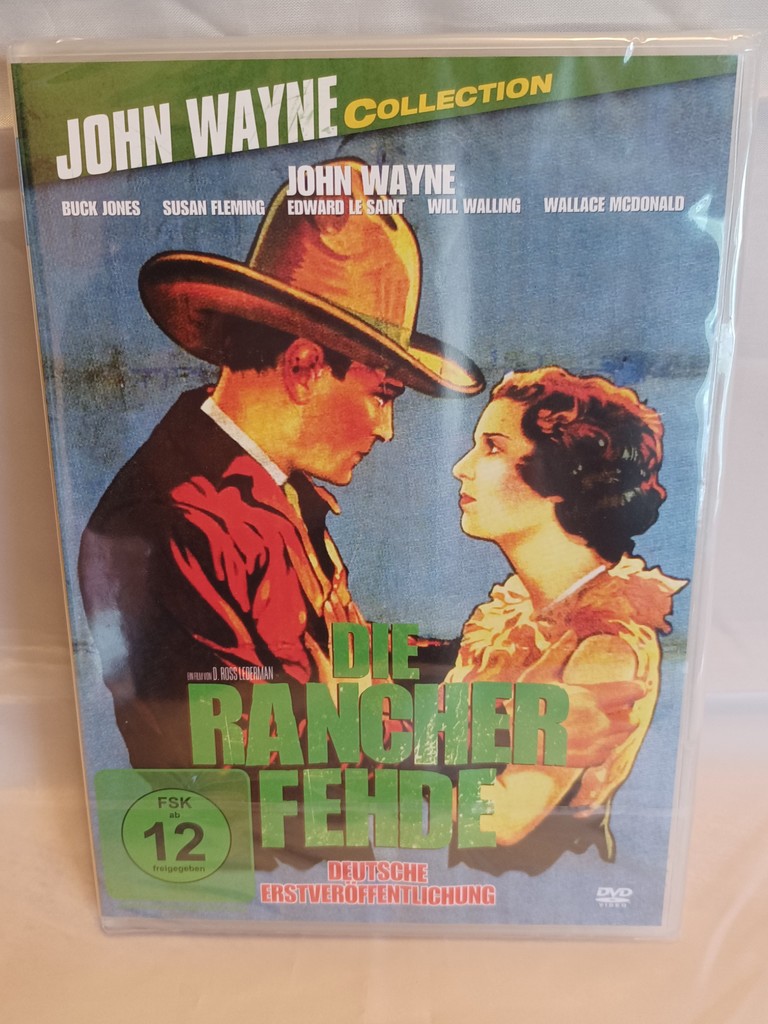 JOHN WAYNE COLLECTION
JOHN WAYNE
BUCK JONES SUSAN FLEMING EDWARD LE SAINT WILL WALLING WALLACE MCDONALD
DIE
EIN FILM VON D. ROSS LEDERMAN
RANCHER
FEHDE
FSK
ab
12
freigegeben
DEUTSCHE
ERSTVERÖFFENTLICHUNG
DVD
VIDEO